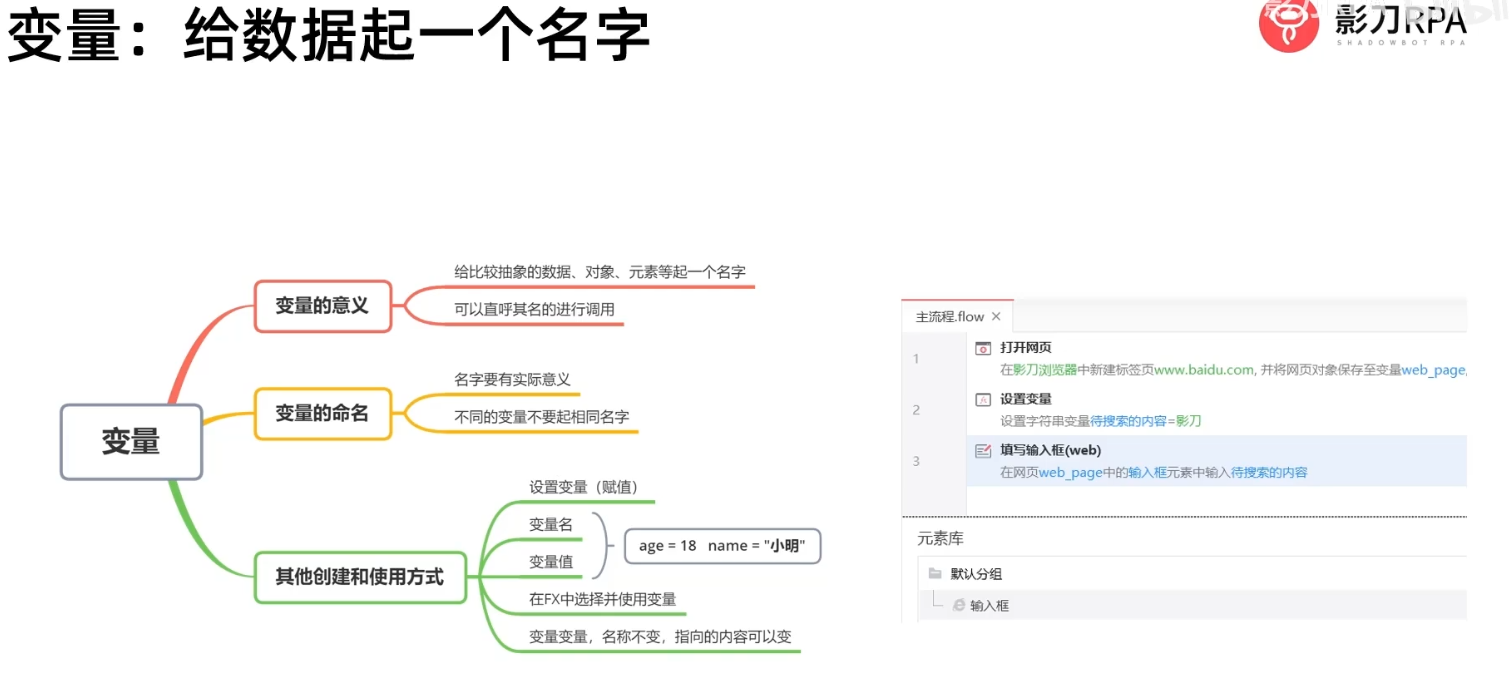 变量：给数据起一个名字
影刀RPA
SHADOWBOT RPA
变量
变量的意义
给比较抽象的数据、对象、元素等起一个名字
可以直呼其名的进行调用
变量的命名
名字要有实际意义
不同的变量不要起相同名字
其他创建和使用方式
设置变量（赋值）
变量名
变量值
age = 18 name = "小明"
在FX中选择并使用变量
变量变量，名称不变，指向的内容可以变
主流程.flow ×
1
打开网页
在影刀浏览器中新建标签页www.baidu.com, 并将网页对象保存至变量web_page,
2
设置变量
设置字符串变量待搜索的内容=影刀
3
填写输入框(web)
在网页web_page中的输入框元素中输入待搜索的内容
元素库
默认分组
输入框